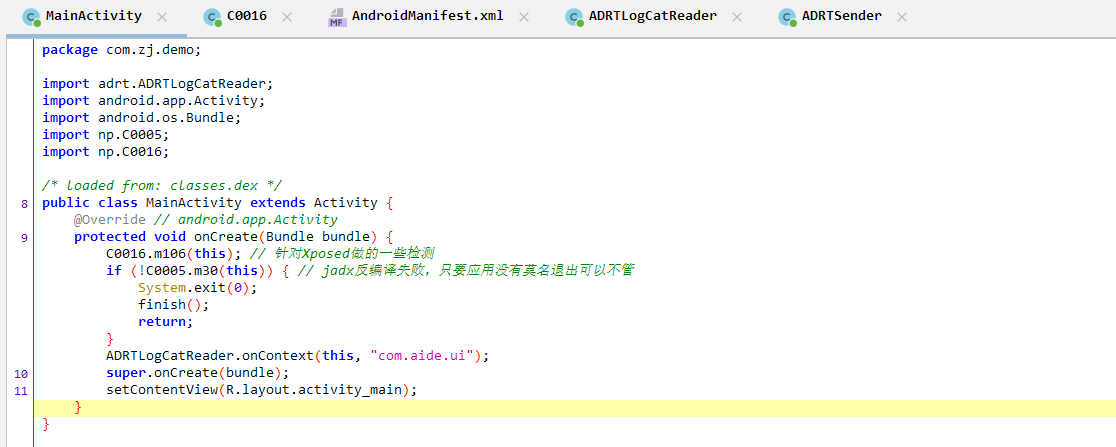 MainActivity C0016 MF AndroidManifest.xml ADRTLogCatReader ADRTSender
package com.zj.demo;
import adrt.ADRTLogCatReader;
import android.app.Activity;
import android.os.Bundle;
import np.C0005;
import np.C0016;
/* loaded from: classes.dex */
8 public class MainActivity extends Activity {
@Override // android.app.Activity
9 protected void onCreate(Bundle bundle) {
C0016.m106(this); // 针对Xposed做的一些检测
if (!C0005.m30(this)) { // jadx反编译失败，只要应用没有莫名退出可以不管
System.exit(0);
finish();
return;
}
ADRTLogCatReader.onContext(this, "com.aide.ui");
10 super.onCreate(bundle);
11 setContentView(R.layout.activity_main);
}
}